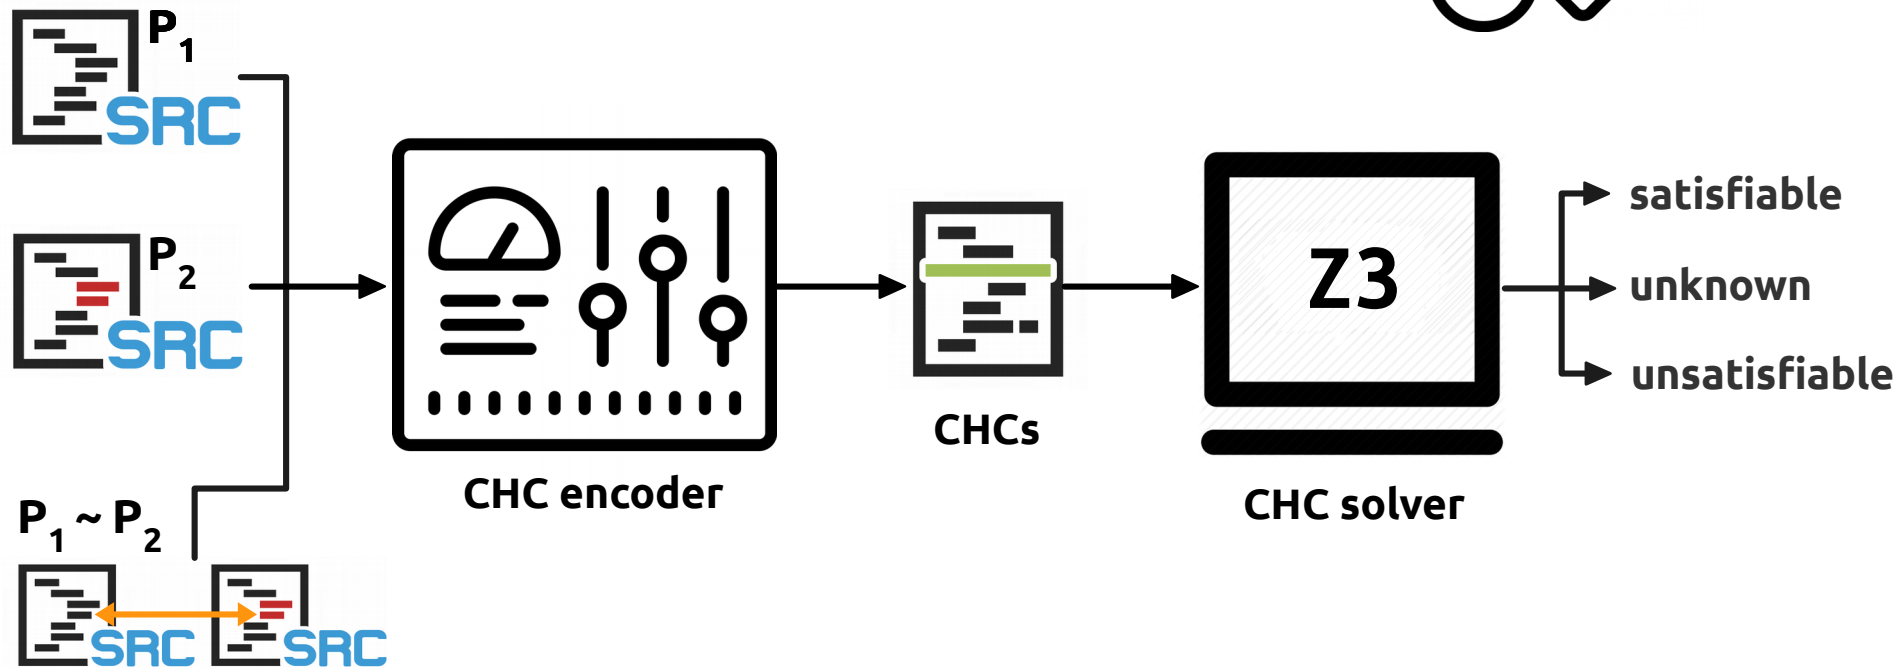 P1
SRC
P2
SRC
P1 ~ P2
SRC
SRC
CHC encoder
CHCs
Z3
CHC solver
satisfiable
unknown
unsatisfiable